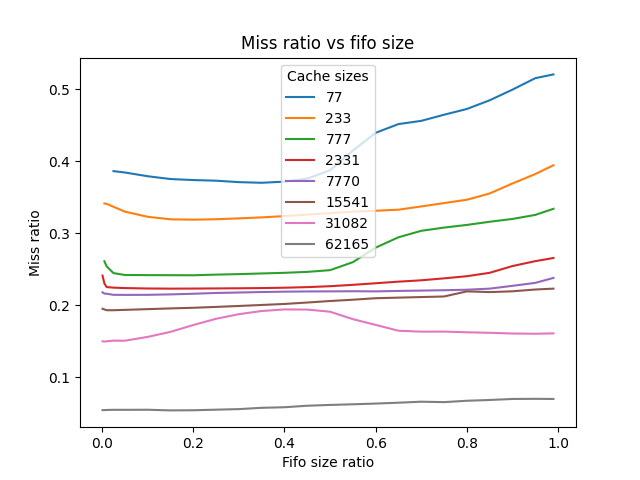 Miss ratio vs fifo size
Cache sizes
77
233
777
2331
7770
15541
31082
62165
0.5
0.4
0.3
0.2
0.1
Miss ratio
0.0 0.2 0.4 0.6 0.8 1.0
Fifo size ratio